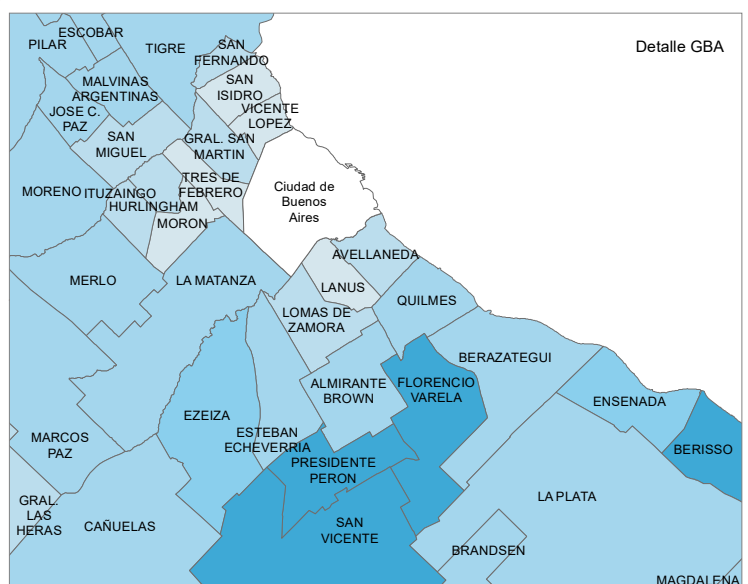 ESCOBAR
PILAR
TIGRE
SAN
FERNANDO
Detalle GBA
MALVINAS
ARGENTINAS
SAN
ISIDRO
JOSE C.
PAZ
VICENTE
LOPEZ
SAN
MIGUEL
GRAL. SAN
MARTIN
MORENO
ITUZAINGO
HURLINGHAM
TRES DE
FEBRERO
MORON
Ciudad de
Buenos
Aires
AVELLANEDA
MERLO
LA MATANZA
LANUS
QUILMES
LOMAS DE
ZAMORA
BERAZATEGUI
ALMIRANTE
BROWN
FLORENCIO
VARELA
EZEIZA
ENSENADA
ESTEBAN
ECHEVERRIA
MARCOS
PAZ
BERISSO
PRESIDENTE
PERON
GRAL.
LAS
HERAS
LA PLATA
CAÑUELAS
SAN
VICENTE
BRANDSEN
MAGDALENA